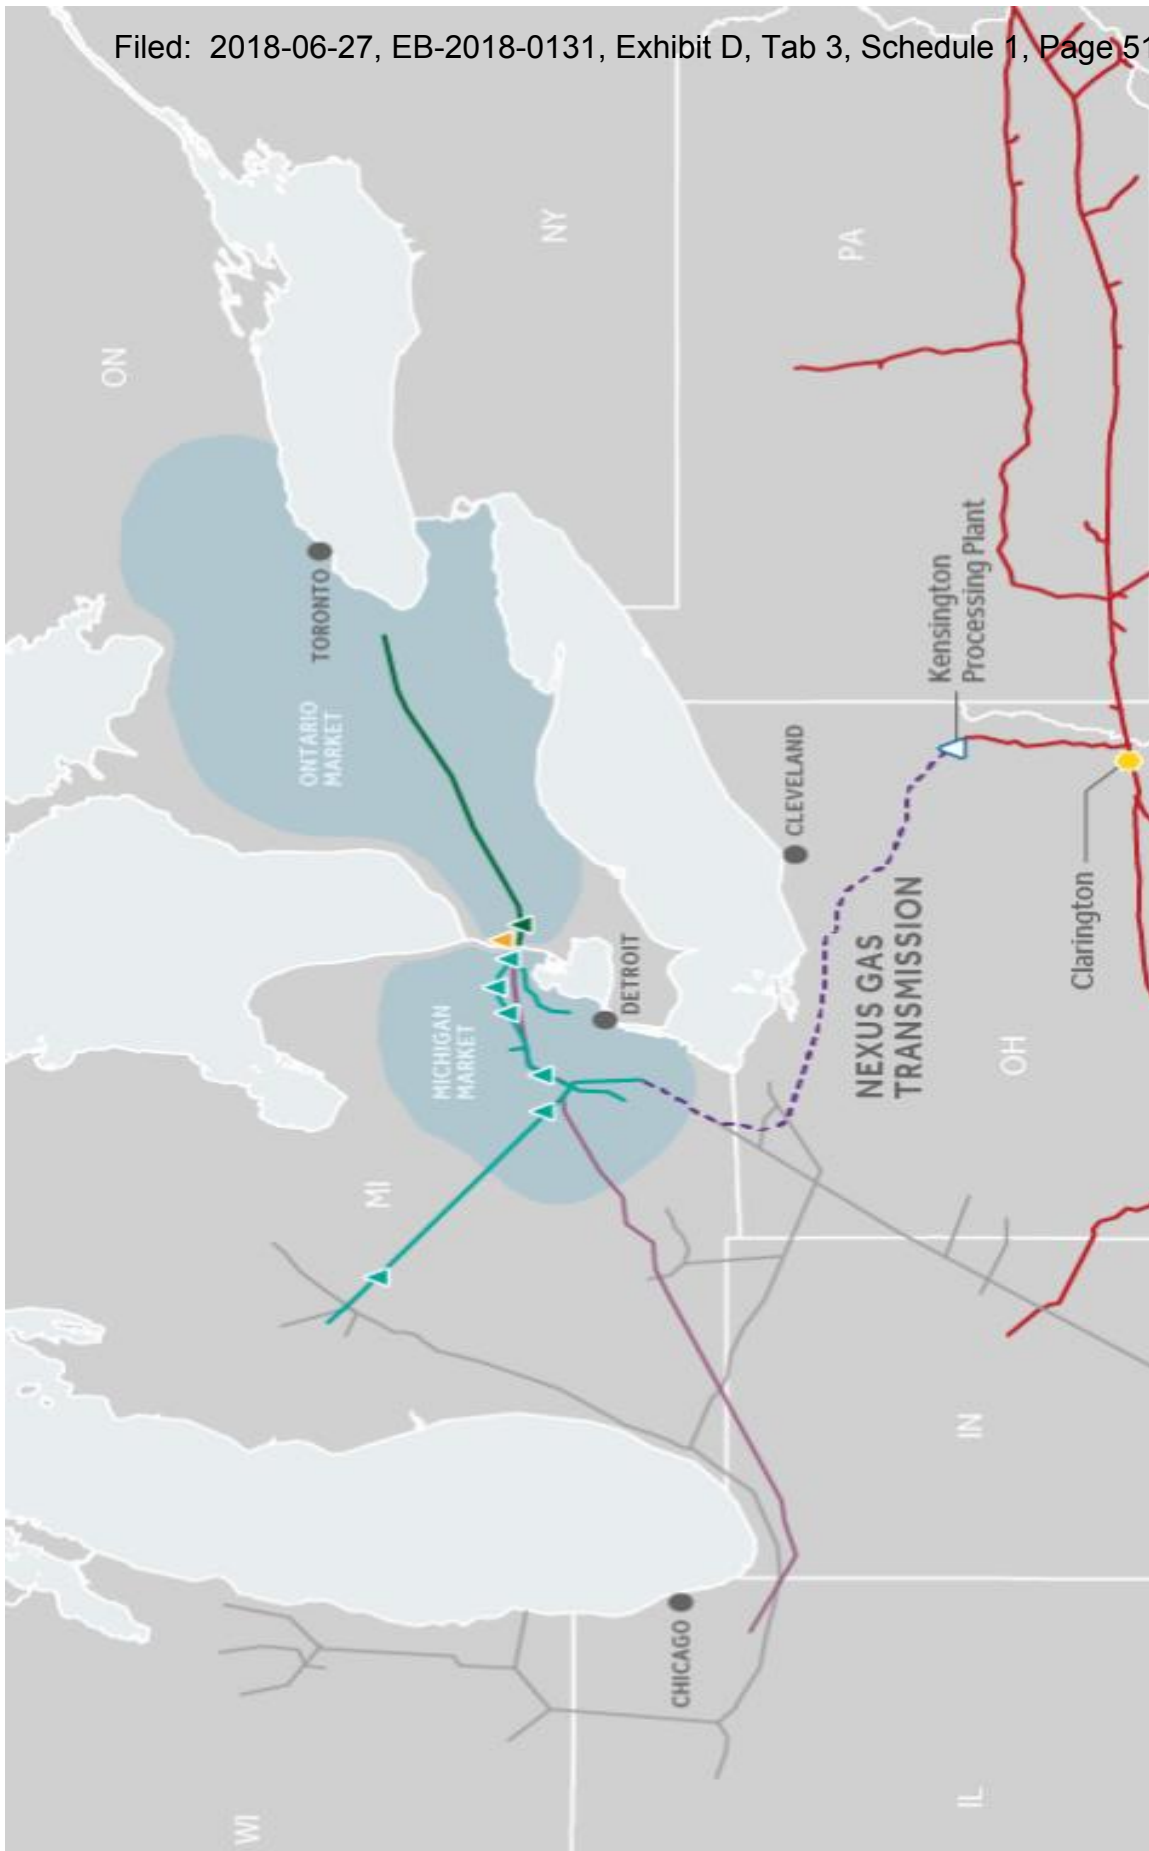 Filed: 2018-06-27, EB-2018-0131, Exhibit D, Tab 3, Schedule 1, Page 51
WI
MI
ON
ONTARIO
MARKET
TORONTO
MICHIGAN
MARKET
NY
DETROIT
CHICAGO
CLEVELAND
PA
NEXUS GAS
TRANSMISSION
Kensington
Processing Plant
IL
IN
OH
Clarington